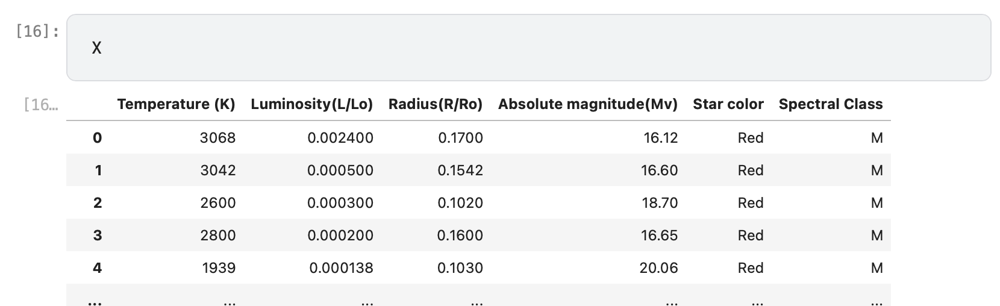 [16]:
X
[16…
Temperature (K) Luminosity(L/Lo) Radius(R/Ro) Absolute magnitude(Mv) Star color Spectral Class
0 3068 0.002400 0.1700 16.12 Red M
1 3042 0.000500 0.1542 16.60 Red M
2 2600 0.000300 0.1020 18.70 Red M
3 2800 0.000200 0.1600 16.65 Red M
4 1939 0.000138 0.1030 20.06 Red M
... ... ... ... ... ... ...